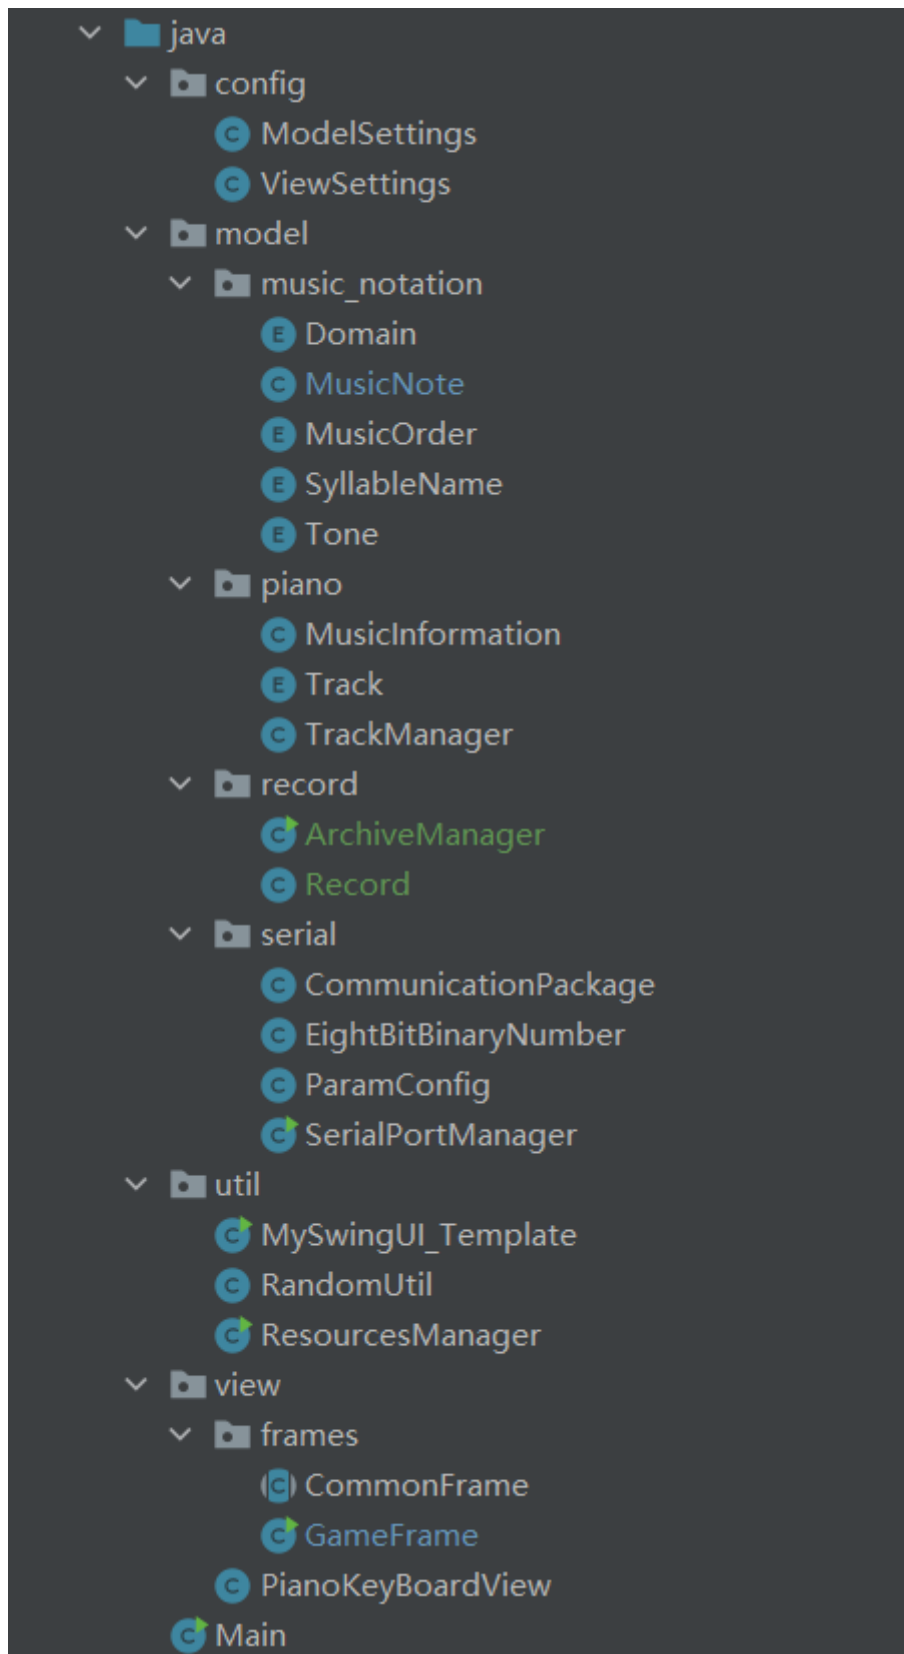 java
config
ModelSettings
ViewSettings
model
music_notation
Domain
MusicNote
MusicOrder
SyllableName
Tone
piano
MusicInformation
Track
TrackManager
record
ArchiveManager
Record
serial
CommunicationPackage
EightBitBinaryNumber
ParamConfig
SerialPortManager
util
MySwingUI_Template
RandomUtil
ResourcesManager
view
frames
CommonFrame
GameFrame
PianoKeyBoardView
Main